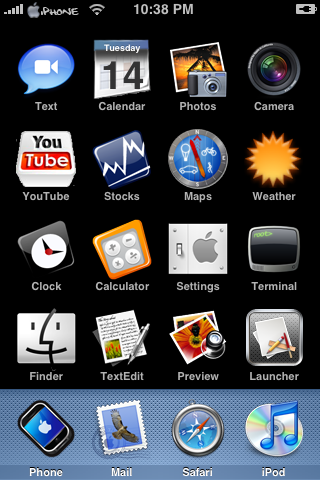 iPHONE 10:38 PM
Tuesday
14
Text Calendar Photos Camera
You
Tube
YouTube Stocks Maps Weather
Clock Calculator Settings Terminal
Finder TextEdit Preview Launcher
Phone Mail Safari iPod